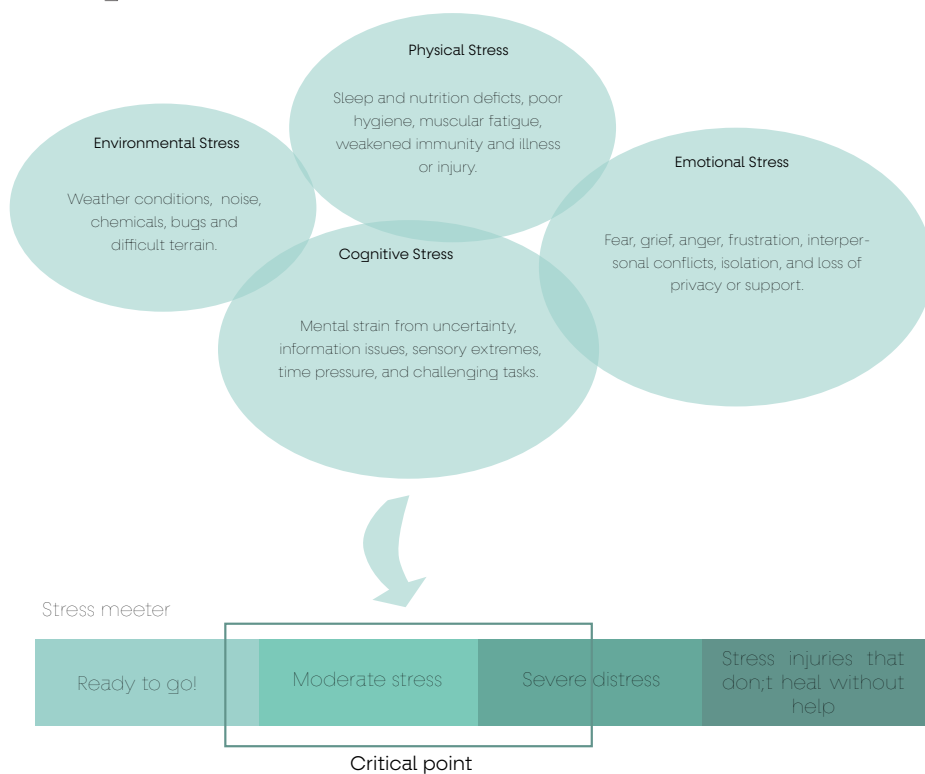 Physical Stress
Sleep and nutrition deficits, poor
hygiene, muscular fatigue,
weakened immunity and illness
or injury.
Environmental Stress
Weather conditions, noise,
chemicals, bugs and
difficult terrain.
Emotional Stress
Fear, grief, anger, frustration, interper-
sonal conflicts, isolation, and loss of
privacy or support.
Cognitive Stress
Mental strain from uncertainty,
information issues, sensory extremes,
time pressure, and challenging tasks.
Stress meeter
Ready to go!
Moderate stress
Severe distress
Stress injuries that
don;t heal without
help
Critical point